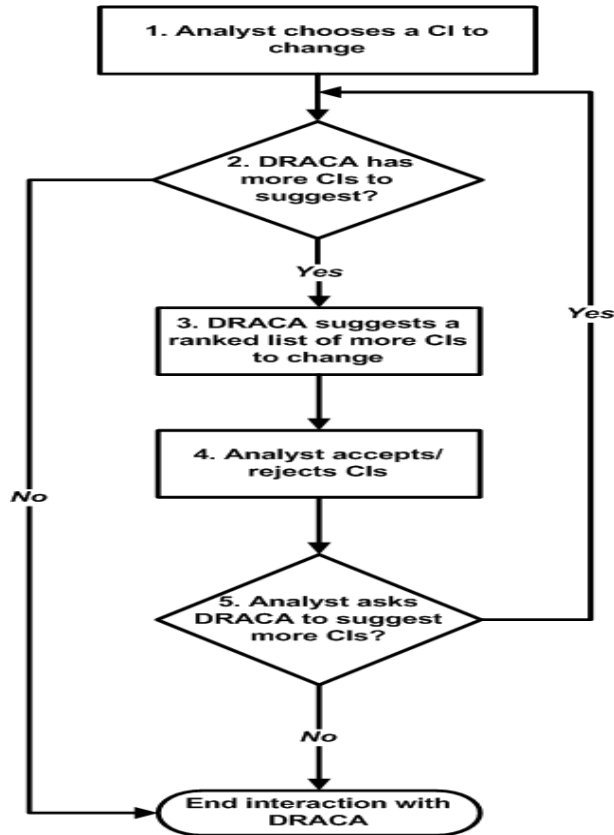 1. Analyst chooses a CI to
change
2. DRACA has
more CIs to
suggest?
Yes
3. DRACA suggests a
ranked list of more CIs
to change
Yes
4. Analyst accepts/
rejects CIs
No
5. Analyst asks
DRACA to suggest
more CIs?
No
End interaction with
DRACA